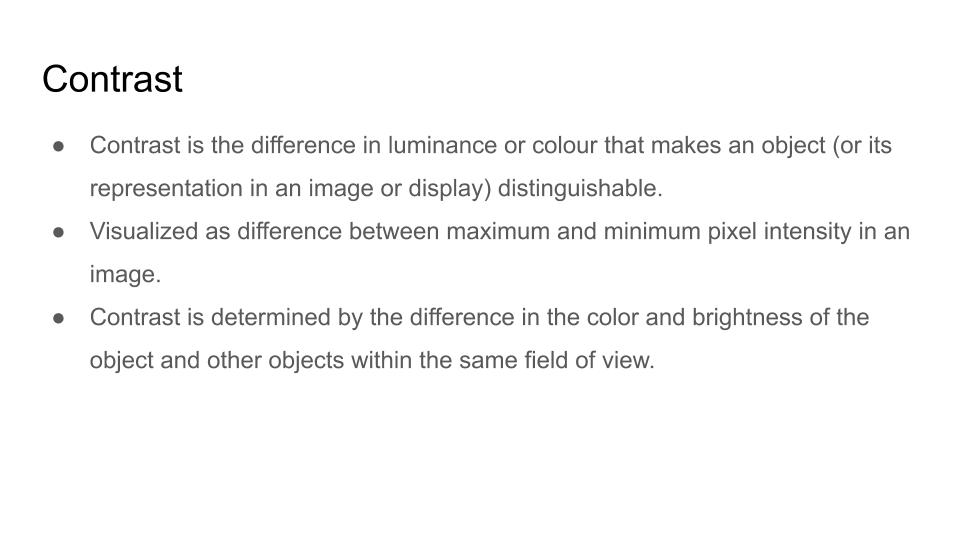 Contrast
● Contrast is the difference in luminance or colour that makes an object (or its
representation in an image or display) distinguishable.
● Visualized as difference between maximum and minimum pixel intensity in an
image.
● Contrast is determined by the difference in the color and brightness of the
object and other objects within the same field of view.